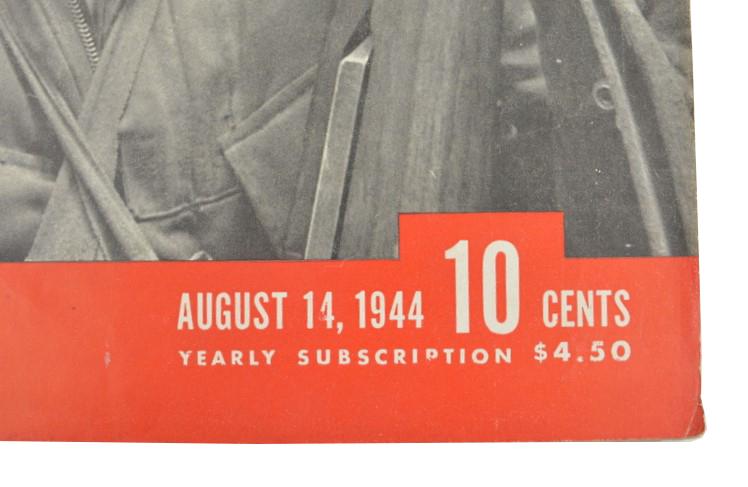 AUGUST 14, 1944 10 CENTS
YEARLY SUBSCRIPTION $4.50